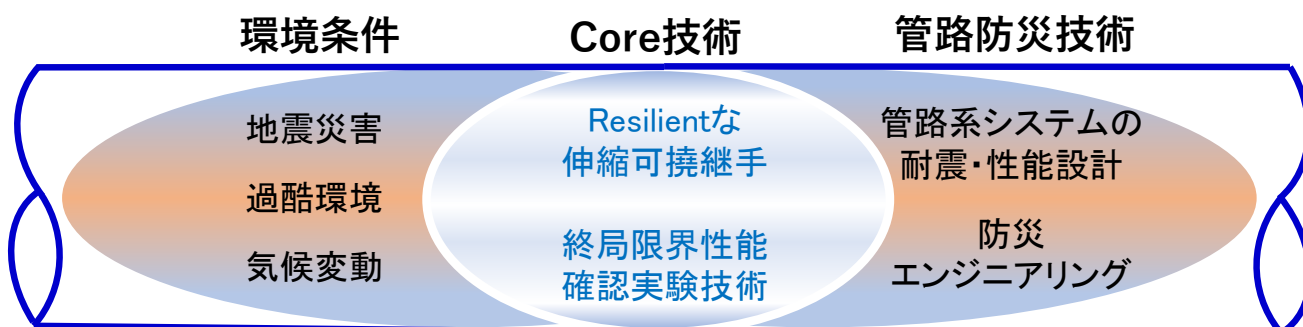 環境条件
地震災害
過酷環境
気候変動
Core技術
Resilientな
伸縮可撓継手
終局限界性能
確認実験技術
管路防災技術
管路系システムの
耐震・性能設計
防災
エンジニアリング